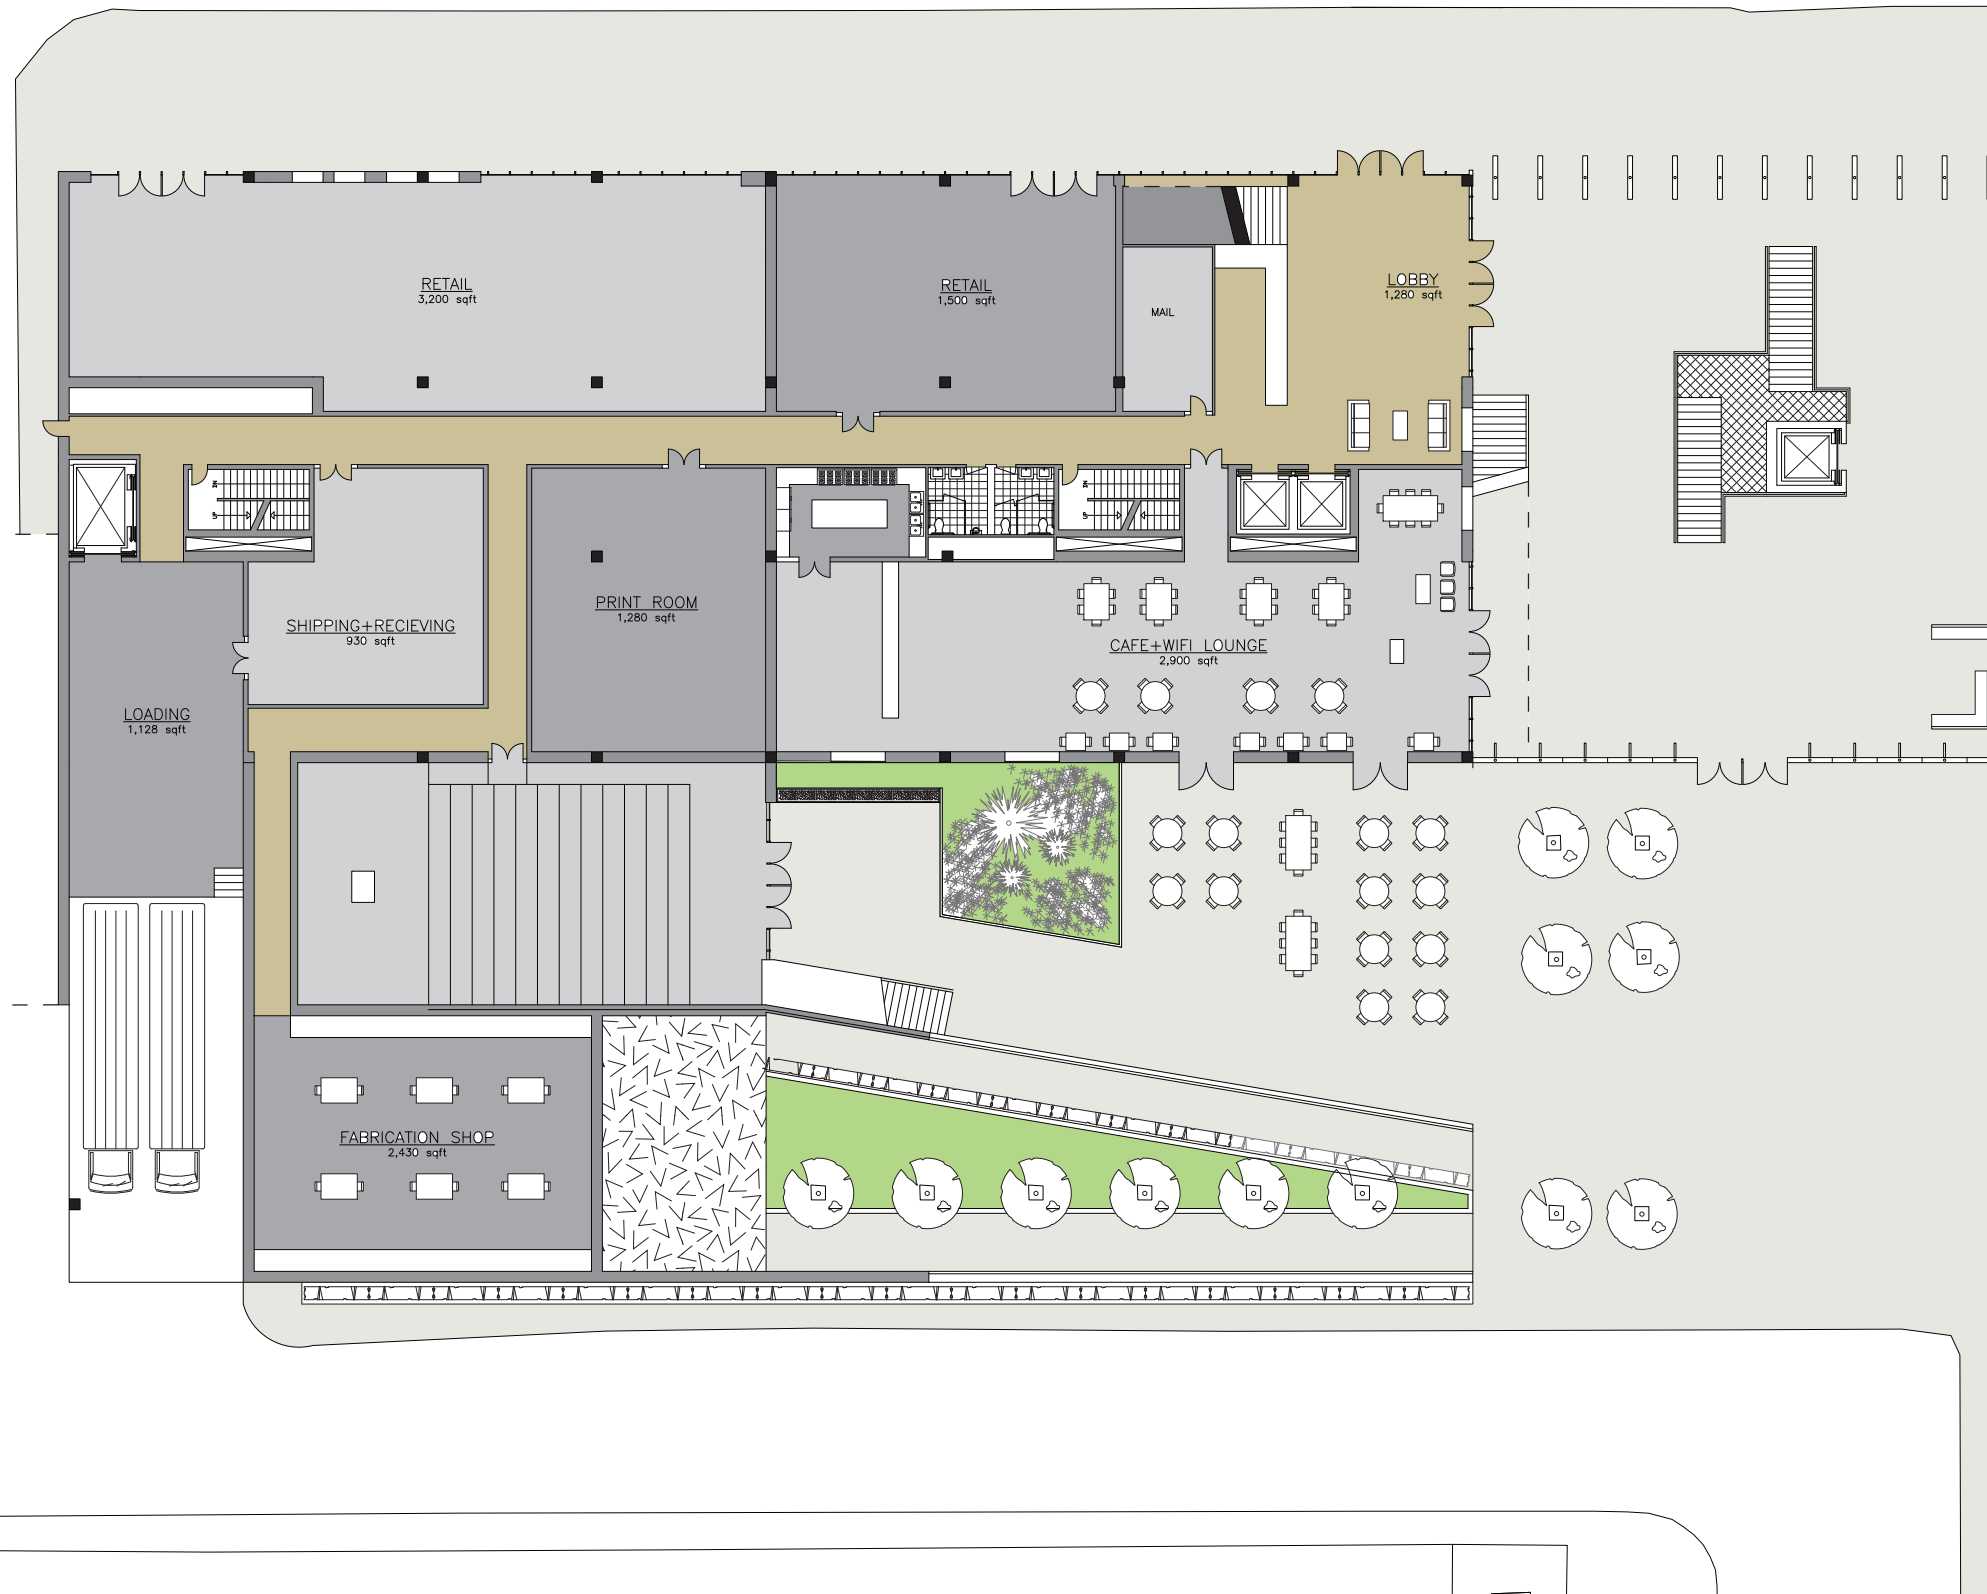 RETAIL
3,200 sqft
RETAIL
1,500 sqft
LOBBY
1,280 sqft
MAIL
SHIPPING+RECIEVING
930 sqft
PRINT ROOM
1,280 sqft
CAFE+WIFI LOUNGE
2,900 sqft
LOADING
1,128 sqft
FABRICATION SHOP
2,430 sqft